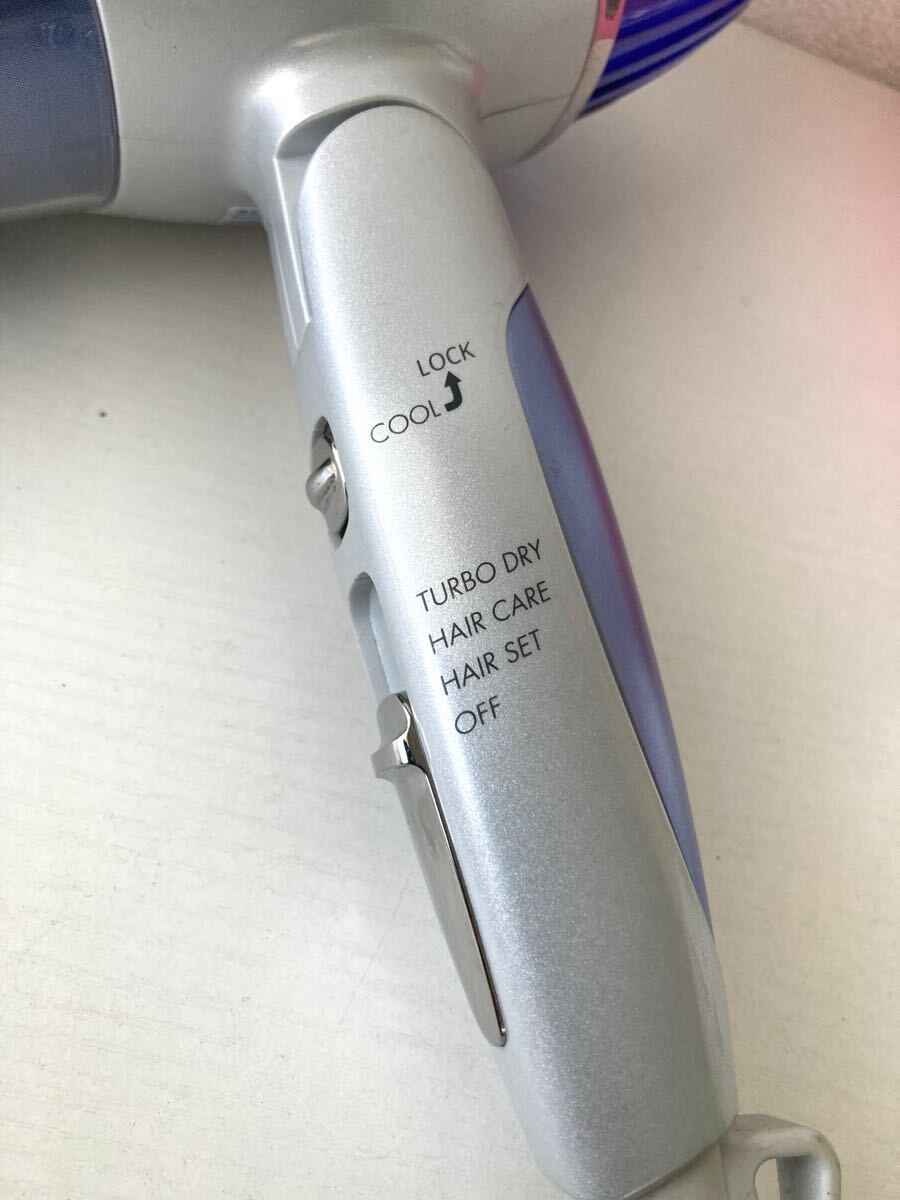 LOCK
COOL
TURBO DRY
HAIR CARE
HAIR SET
OFF